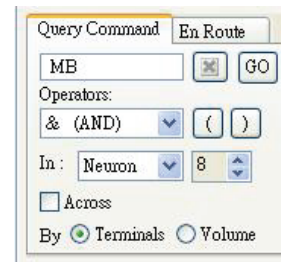 Query Command En Route
MB GO
Operators:
& (AND) ( )
In : Neuron 8
Across
By Terminals Volume